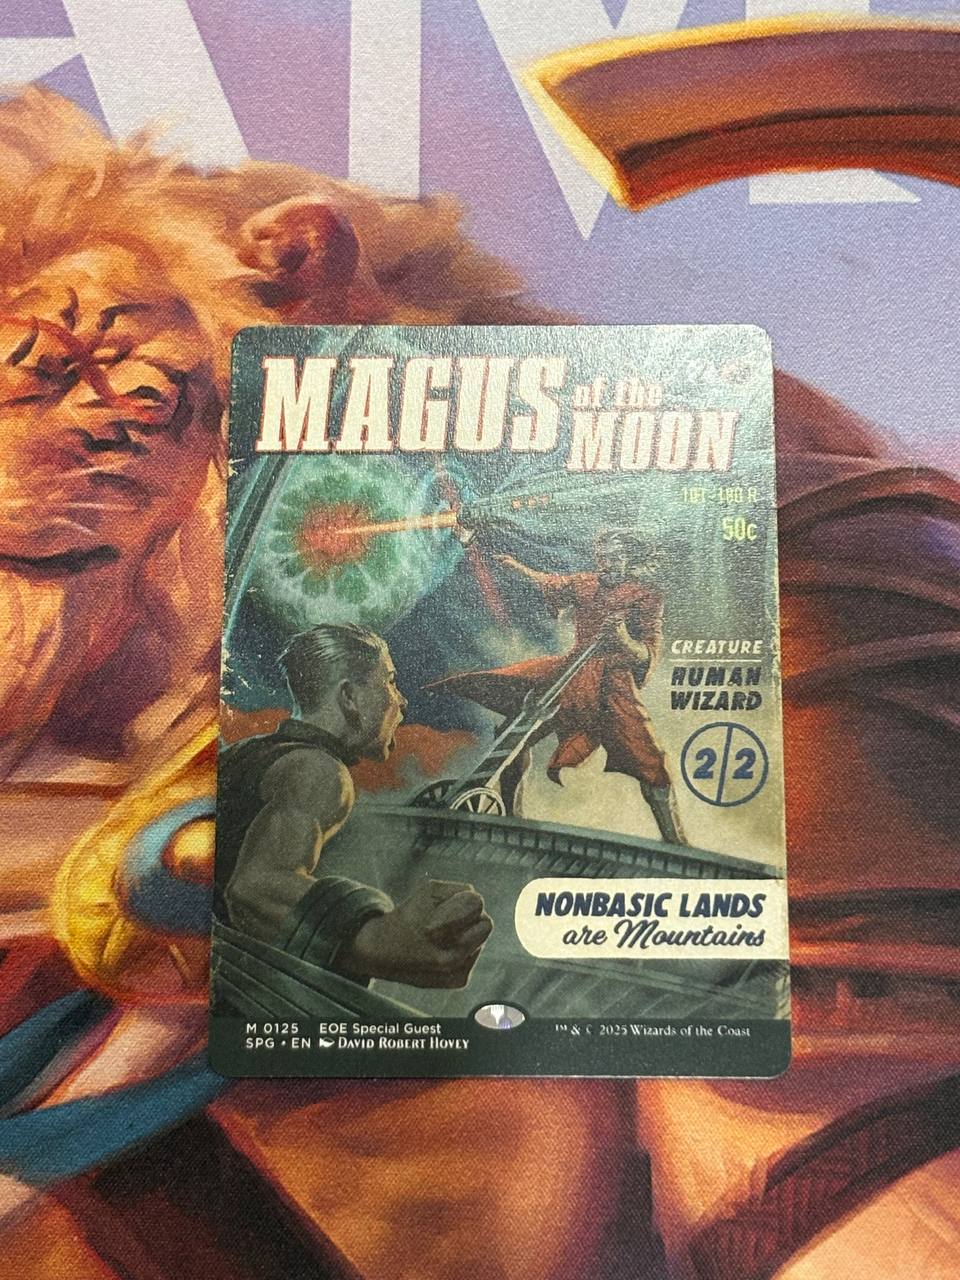 MAGUS of the MOON
50c
CREATURE
HUMAN
WIZARD
2/2
NONBASIC LANDS
are Mountains
M 0125 EOE Special Guest
SPG • EN DAVID ROBERT HOVEY
™ & © 2025 Wizards of the Coast